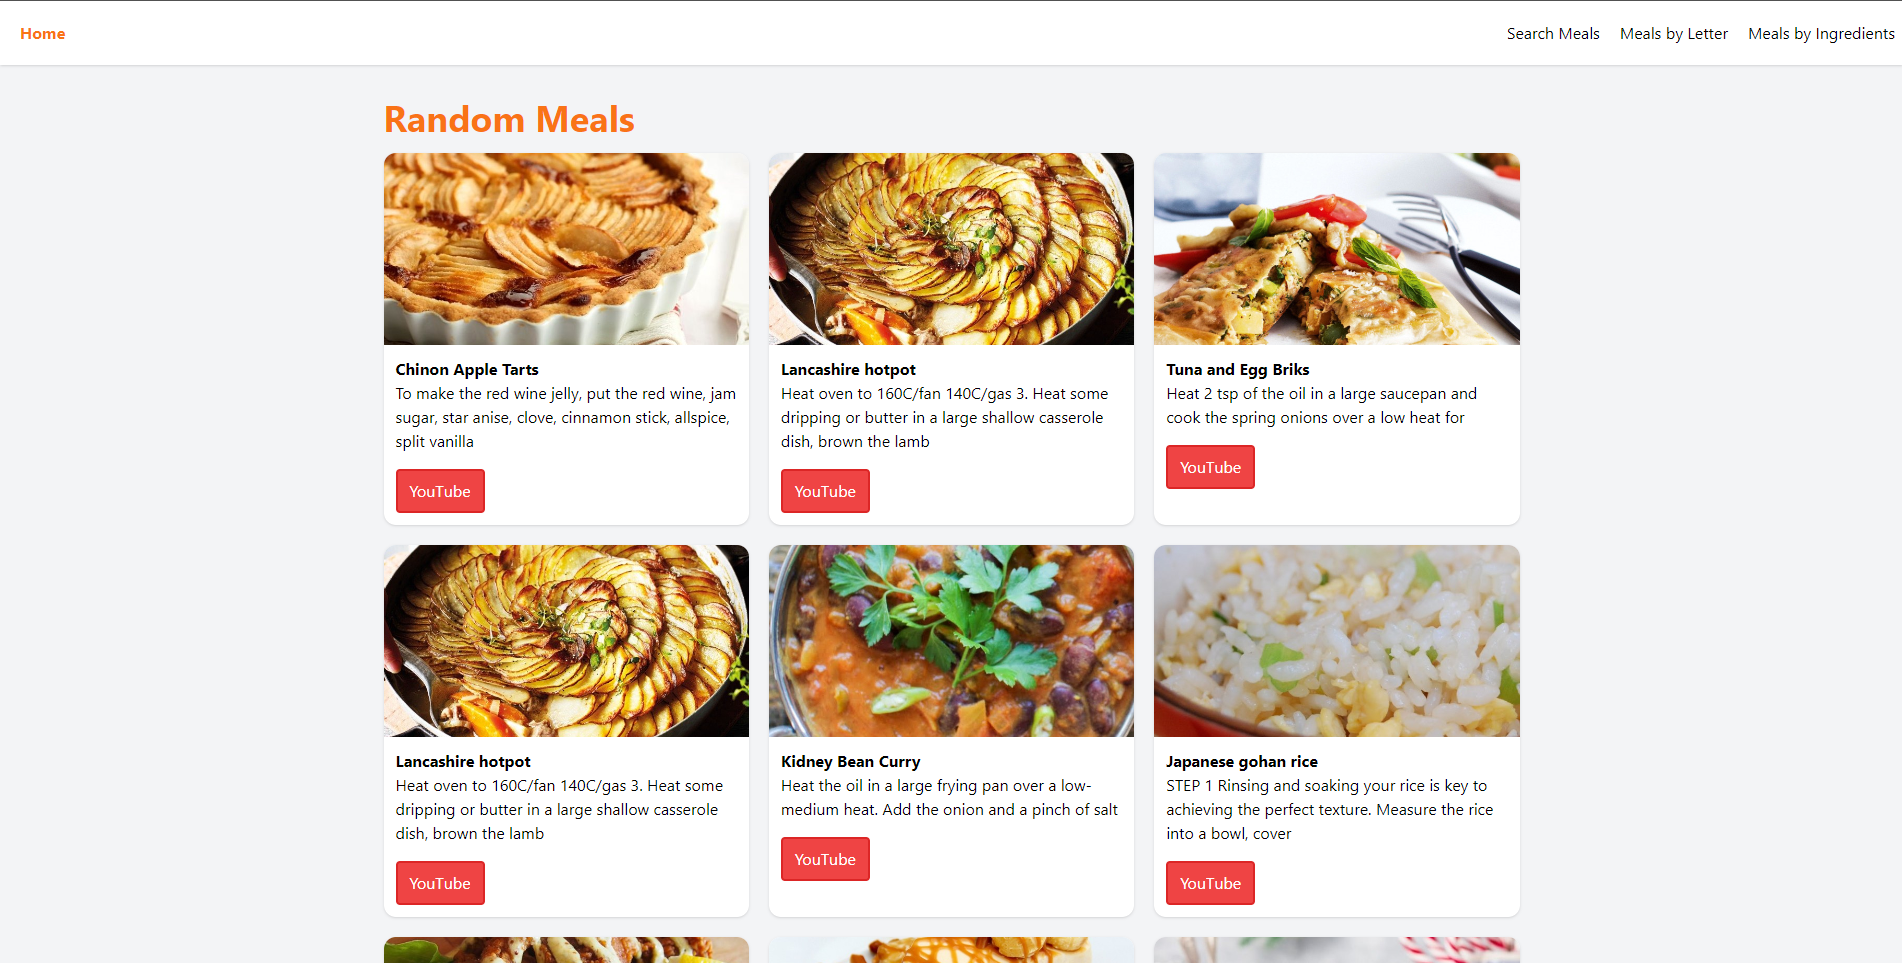 Home
Search Meals
Meals by Letter
Meals by Ingredients
Random Meals
Chinon Apple Tarts
To make the red wine jelly, put the red wine, jam
sugar, star anise, clove, cinnamon stick, allspice,
split vanilla
YouTube
Lancashire hotpot
Heat oven to 160C/fan 140C/gas 3. Heat some
dripping or butter in a large shallow casserole
dish, brown the lamb
YouTube
Tuna and Egg Briks
Heat 2 tsp of the oil in a large saucepan and
cook the spring onions over a low heat for
YouTube
Lancashire hotpot
Heat oven to 160C/fan 140C/gas 3. Heat some
dripping or butter in a large shallow casserole
dish, brown the lamb
YouTube
Kidney Bean Curry
Heat the oil in a large frying pan over a low-
medium heat. Add the onion and a pinch of salt
YouTube
Japanese gohan rice
STEP 1 Rinsing and soaking your rice is key to
achieving the perfect texture. Measure the rice
into a bowl, cover
YouTube